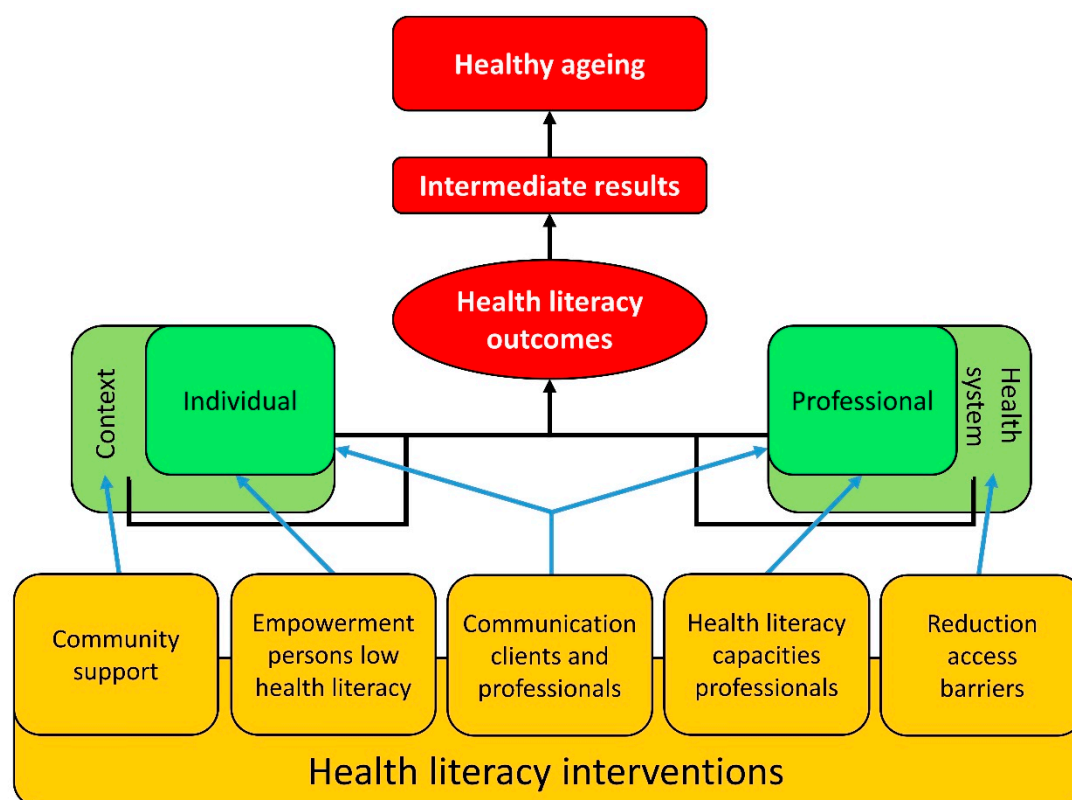 Healthy ageing
Intermediate results
Health literacy
outcomes
Context
Individual
Professional
Health
system
Community
support
Empowerment
persons low
health literacy
Communication
clients and
professionals
Health literacy
capacities
professionals
Reduction
access
barriers
Health literacy interventions